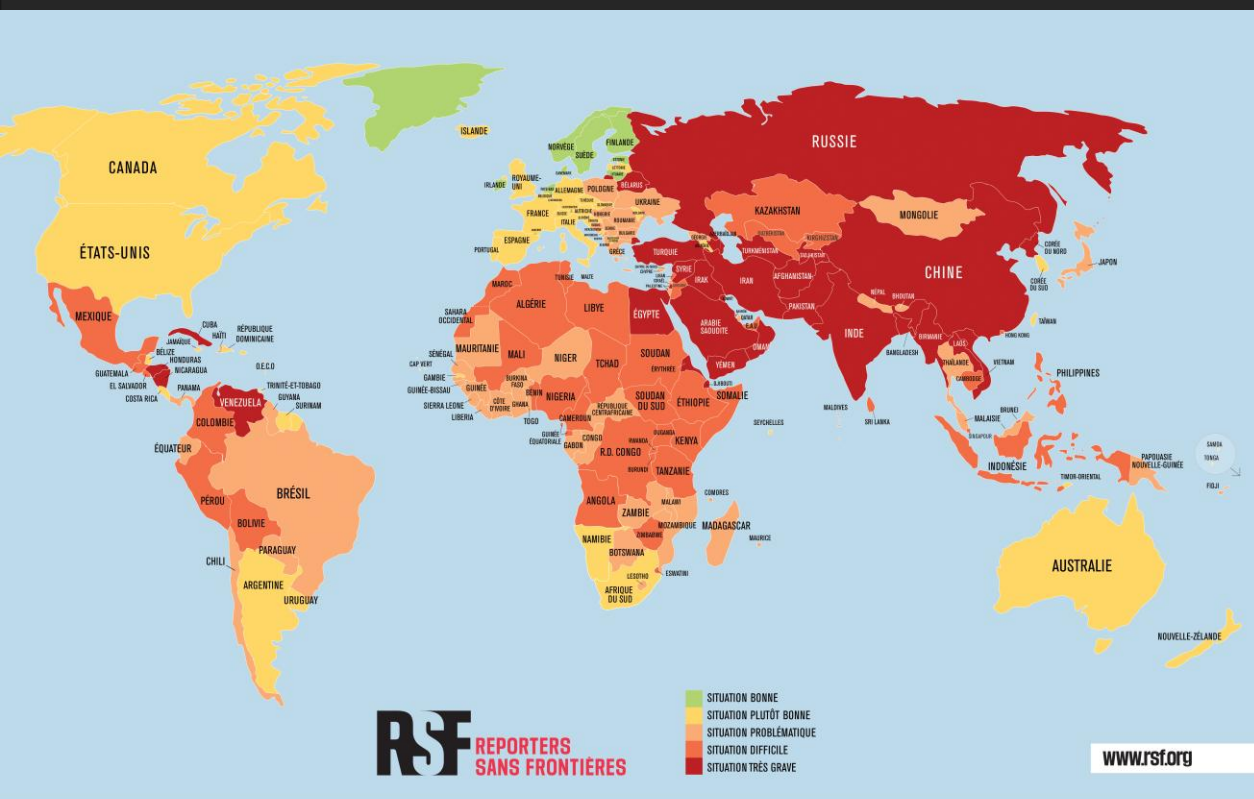 ISLANDE
NORVÈGE
SUÈDE
FINLANDE
CANADA
ÉTATS-UNIS
MEXIQUE
CUBA
HAÏTI
RÉPUBLIQUE
DOMINICAINE
JAMAÏQUE
BÉLIZE
HONDURAS
NICARAGUA
GUATEMALA
EL SALVADOR
COSTA RICA
PANAMA
D.E.C.O
TRINITÉ-ET-TOBAGO
GUYANA
SURINAM
VENEZUELA
COLOMBIE
ÉQUATEUR
PÉROU
BRÉSIL
BOLIVIE
PARAGUAY
CHILI
ARGENTINE
URUGUAY
IRLANDE
ROYAUME-
UNI
ALLEMAGNE
POLOGNE
BÉLARUS
UKRAINE
FRANCE
ITALIE
ESPAGNE
PORTUGAL
GRÈCE
MALTE
ROUMANIE
BULGARIE
RUSSIE
KAZAKHSTAN
MONGOLIE
CHINE
CORÉE
DU NORD
CORÉE
DU SUD
JAPON
TAÏWAN
HONG KONG
TURQUIE
SYRIE
IRAK
IRAN
TURKMÉNISTAN
OUZBÉKISTAN
KIRGHIZISTAN
TADJIKISTAN
AFGHANISTAN
PAKISTAN
INDE
NÉPAL
BHOUTAN
BANGLADESH
BIRMANIE
LAOS
THAÏLANDE
CAMBODGE
VIETNAM
PHILIPPINES
MALAISIE
BRUNEI
SINGAPOUR
INDONÉSIE
TIMOR-ORIENTAL
PAPOUASIE
NOUVELLE-GUINÉE
SAMOA
TONGA
FIDJI
AUSTRALIE
NOUVELLE-ZÉLANDE
SRI LANKA
MALDIVES
SEYCHELLES
ARABIE
SAOUDITE
QATAR
ÉAU
OMAN
YÉMEN
MAROC
ALGÉRIE
TUNISIE
LIBYE
ÉGYPTE
SAHARA
OCCIDENTAL
MAURITANIE
MALI
NIGER
TCHAD
SOUDAN
ÉRYTHRÉE
DJIBOUTI
SOMALIE
ÉTHIOPIE
SOUDAN
DU SUD
SÉNÉGAL
CAP VERT
GAMBIE
GUINÉE-BISSAU
GUINÉE
SIERRA LEONE
LIBERIA
CÔTE
D'IVOIRE
BURKINA
FASO
GHANA
TOGO
BÉNIN
NIGERIA
CAMEROUN
RÉPUBLIQUE
CENTRAFRICAINE
GUINÉE
ÉQUATORIALE
GABON
CONGO
R.D. CONGO
OUGANDA
RWANDA
BURUNDI
KENYA
TANZANIE
ANGOLA
ZAMBIE
MALAWI
MOZAMBIQUE
ZIMBABWE
MADAGASCAR
COMORES
MAURICE
NAMIBIE
BOTSWANA
LESOTHO
ESWATINI
AFRIQUE
DU SUD
RSF
REPORTERS
SANS FRONTIÈRES
SITUATION BONNE
SITUATION PLUTÔT BONNE
SITUATION PROBLÉMATIQUE
SITUATION DIFFICILE
SITUATION TRÈS GRAVE
www.rsf.org